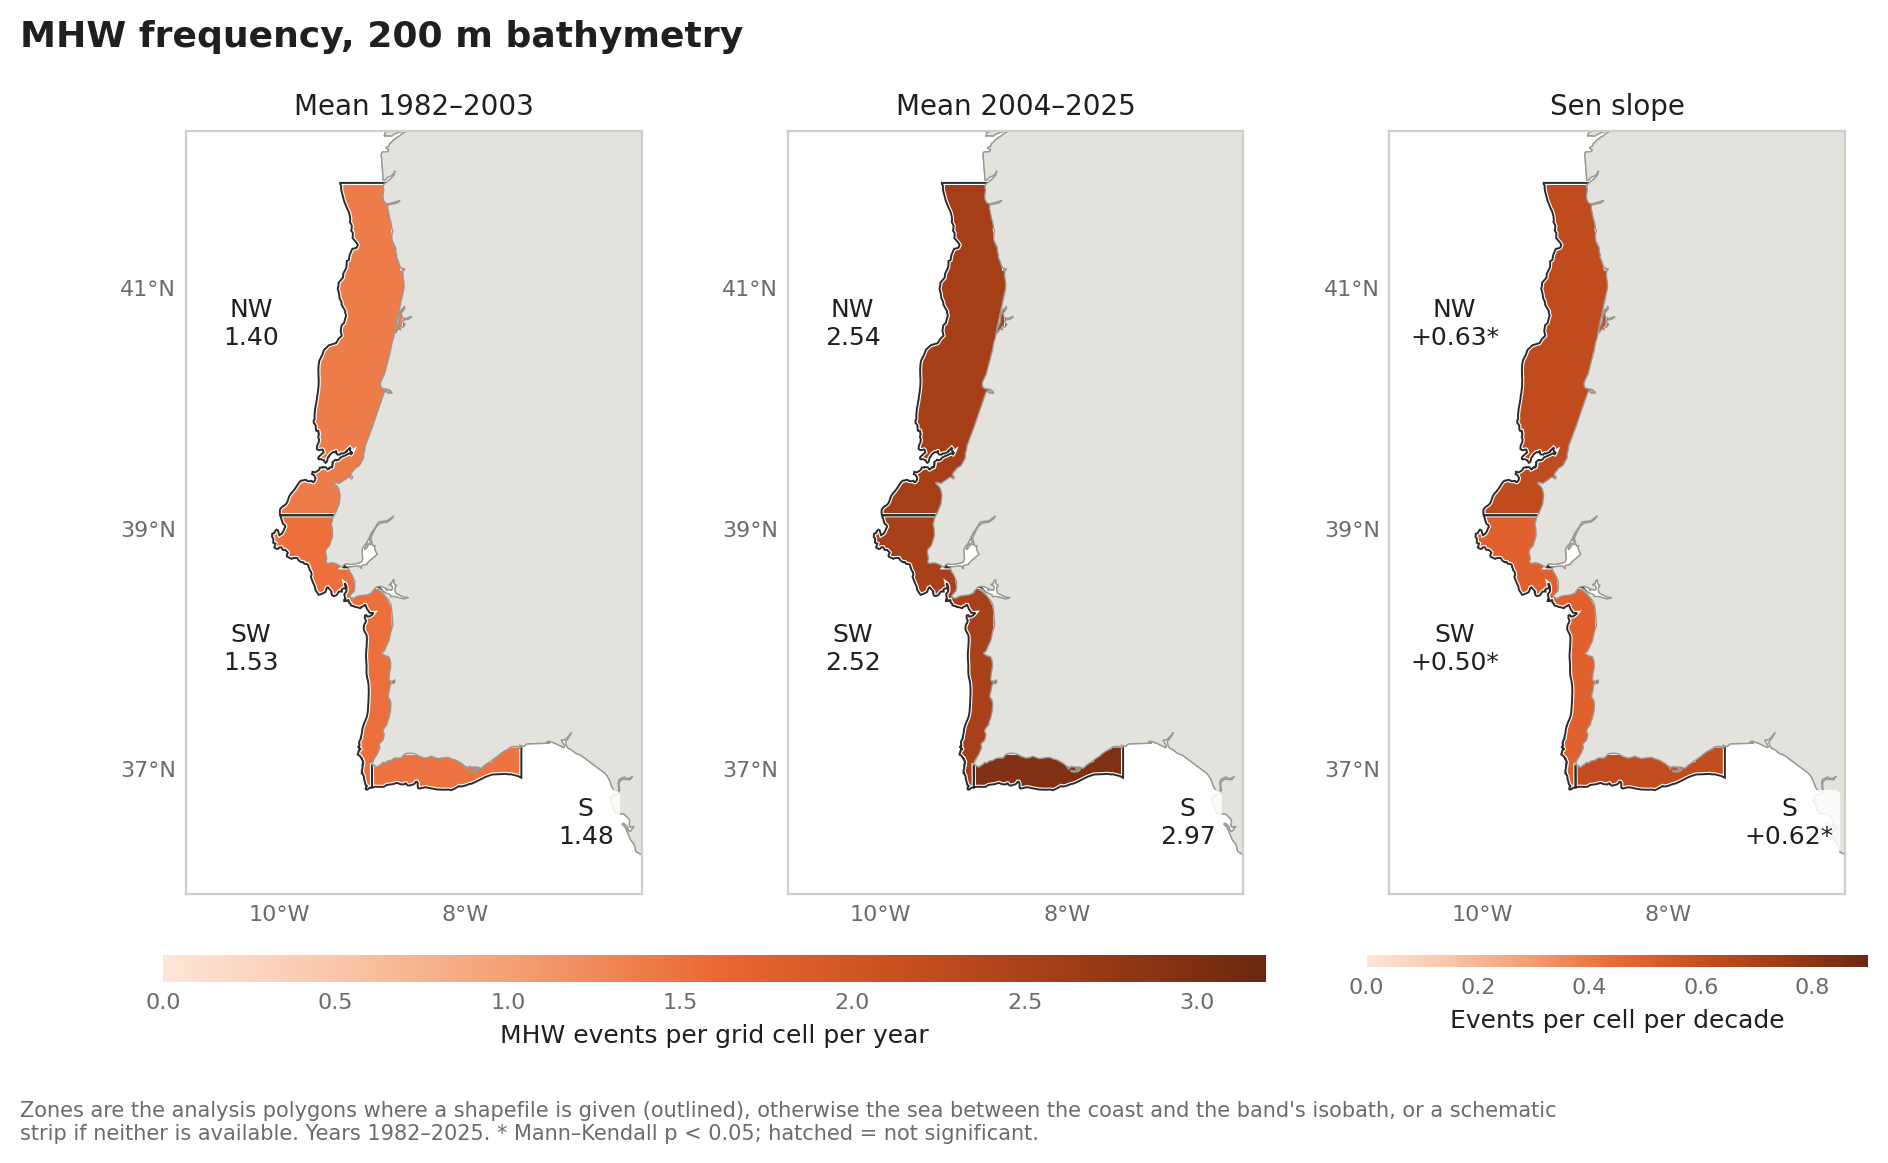 MHW frequency, 200 m bathymetry
Mean 1982–2003
Mean 2004–2025
Sen slope
41°N
39°N
37°N
10°W
8°W
NW
1.40
SW
1.53
S
1.48
41°N
39°N
37°N
10°W
8°W
NW
2.54
SW
2.52
S
2.97
41°N
39°N
37°N
10°W
8°W
NW
+0.63*
SW
+0.50*
S
+0.62*
0.0 0.5 1.0 1.5 2.0 2.5 3.0
MHW events per grid cell per year
0.0 0.2 0.4 0.6 0.8
Events per cell per decade
Zones are the analysis polygons where a shapefile is given (outlined), otherwise the sea between the coast and the band's isobath, or a schematic
strip if neither is available. Years 1982–2025. * Mann–Kendall p < 0.05; hatched = not significant.